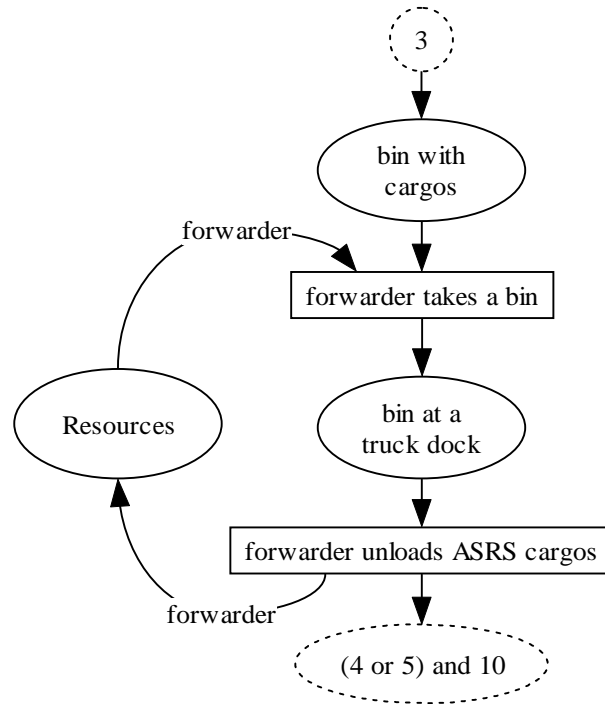 3
bin with
cargos
forwarder
forwarder takes a bin
Resources
bin at a
truck dock
forwarder unloads ASRS cargos
forwarder
(4 or 5) and 10